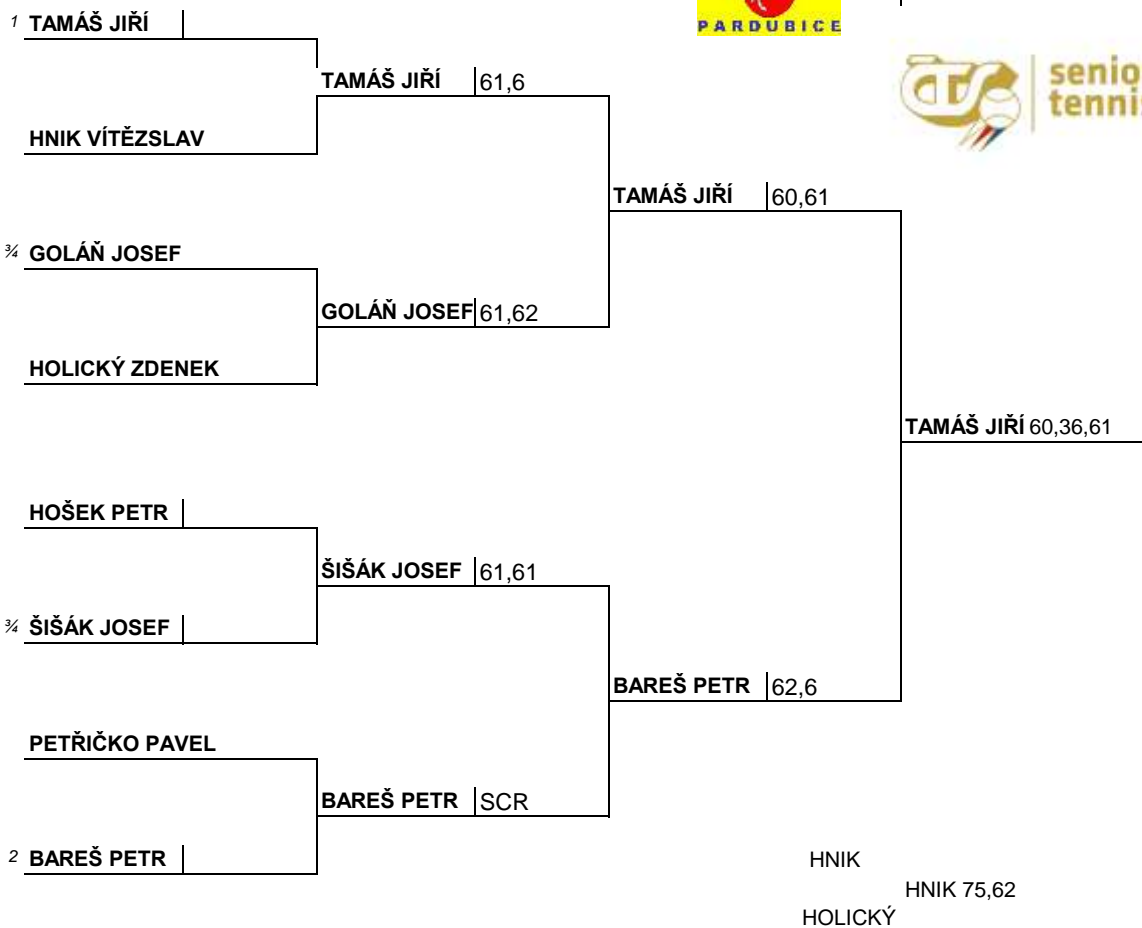 PARDUBICE
1 TAMÁŠ JIŘÍ
TAMÁŠ JIŘÍ 61,6
HNIK VÍTĚZSLAV
TAMÁŠ JIŘÍ 60,61
¾ GOLÁŇ JOSEF
GOLÁŇ JOSEF 61,62
HOLICKÝ ZDENEK
TAMÁŠ JIŘÍ 60,36,61
HOŠEK PETR
ŠIŠÁK JOSEF 61,61
¾ ŠIŠÁK JOSEF
BAREŠ PETR 62,6
PETŘIČKO PAVEL
BAREŠ PETR SCR
2 BAREŠ PETR
HNIK
HNIK 75,62
HOLICKÝ
ČTS
senio
tennis